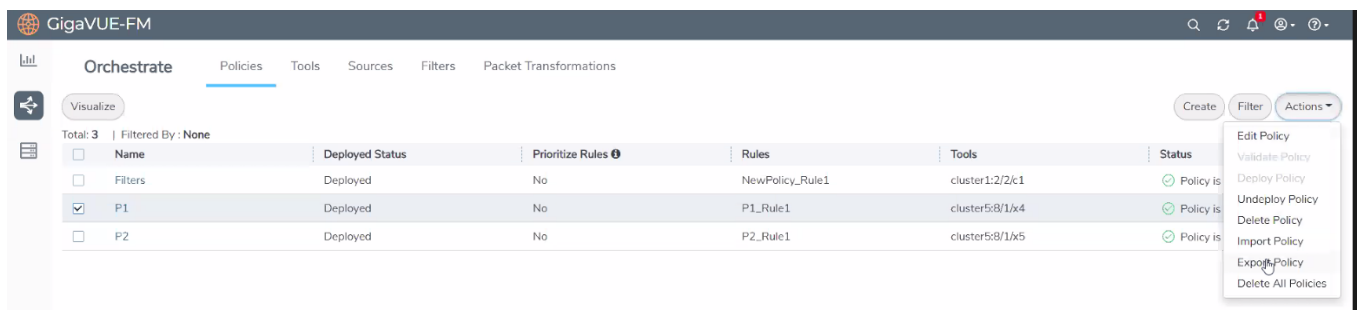 GigaVUE-FM
1
Orchestrate Policies Tools Sources Filters Packet Transformations
Visualize Create Filter Actions
Total: 3 | Filtered By : None
Name Deployed Status Prioritize Rules Rules Tools Status
Filters Deployed No NewPolicy_Rule1 cluster1:2/2/c1 Policy is
P1 Deployed No P1_Rule1 cluster5:8/1/x4 Policy is
P2 Deployed No P2_Rule1 cluster5:8/1/x5 Policy is
Edit Policy
Validate Policy
Deploy Policy
Undeploy Policy
Delete Policy
Import Policy
Export Policy
Delete All Policies